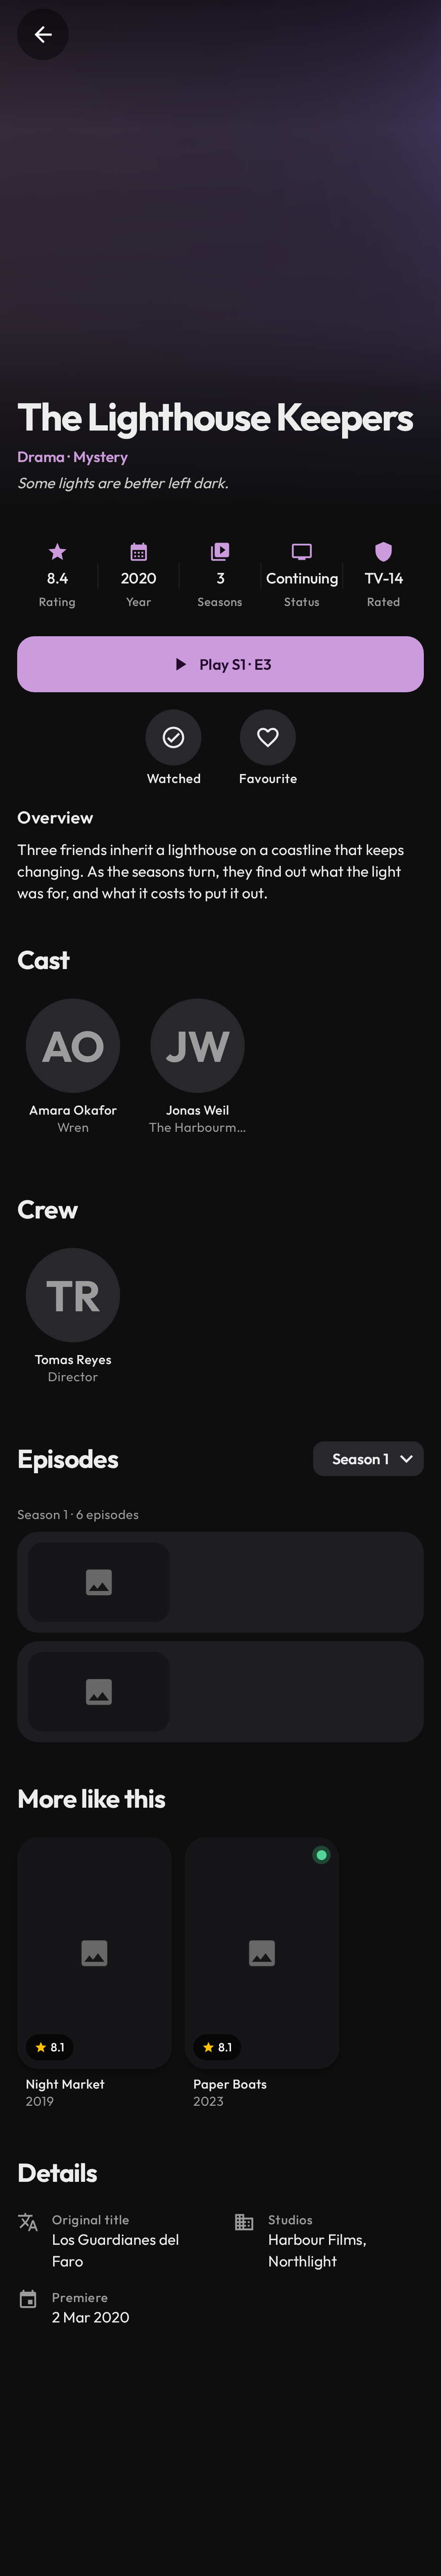 The Lighthouse Keepers
Drama · Mystery
Some lights are better left dark.
8.4
Rating
2020
Year
3
Seasons
Continuing
Status
TV-14
Rated
Play S1 · E3
Watched
Favourite
Overview
Three friends inherit a lighthouse on a coastline that keeps
changing. As the seasons turn, they find out what the light
was for, and what it costs to put it out.
Cast
AO
Amara Okafor
Wren
JW
Jonas Weil
The Harbourm…
Crew
TR
Tomas Reyes
Director
Episodes
Season 1
Season 1 · 6 episodes
More like this
8.1
Night Market
2019
8.1
Paper Boats
2023
Details
Original title
Los Guardianes del
Faro
Studios
Harbour Films,
Northlight
Premiere
2 Mar 2020